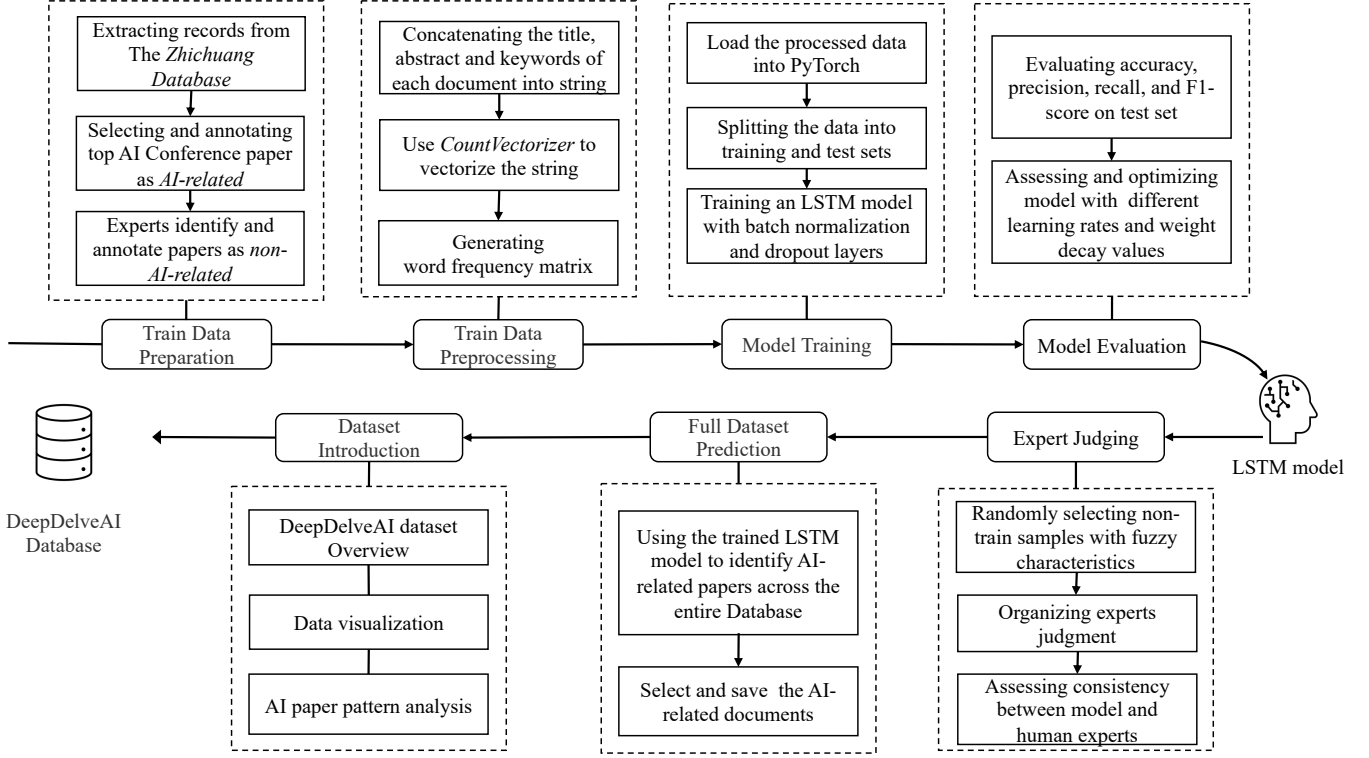 Extracting records from
The Zhichuang
Database
Selecting and annotating
top AI Conference paper
as AI-related
Experts identify and
annotate papers as non-
AI-related
Train Data
Preparation
Concatenating the title,
abstract and keywords of
each document into string
Use CountVectorizer to
vectorize the string
Generating
word frequency matrix
Train Data
Preprocessing
Load the processed data
into PyTorch
Splitting the data into
training and test sets
Training an LSTM model
with batch normalization
and dropout layers
Model Training
Evaluating accuracy,
precision, recall, and F1-
score on test set
Assessing and optimizing
model with different
learning rates and weight
decay values
Model Evaluation
LSTM model
Expert Judging
Randomly selecting non-
train samples with fuzzy
characteristics
Organizing experts
judgment
Assessing consistency
between model and
human experts
Full Dataset
Prediction
Using the trained LSTM
model to identify AI-
related papers across the
entire Database
Select and save the AI-
related documents
Dataset
Introduction
DeepDelveAI dataset
Overview
Data visualization
AI paper pattern analysis
DeepDelveAI
Database